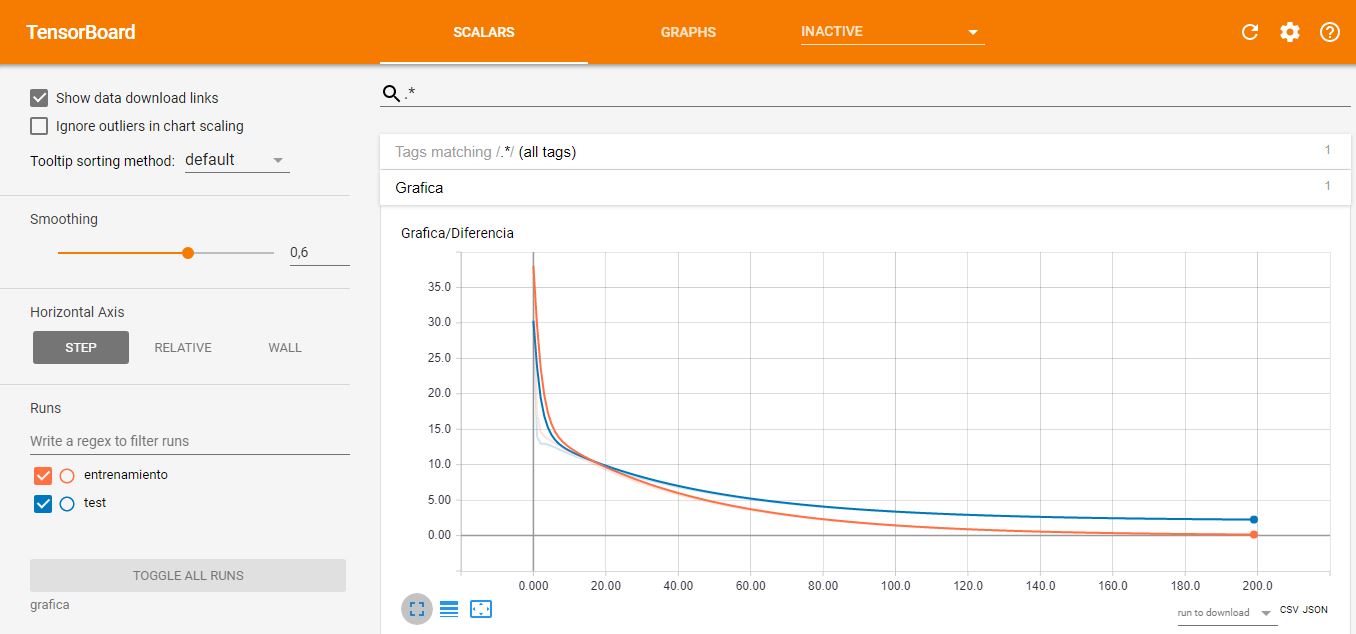 TensorBoard
SCALARS
GRAPHS
INACTIVE
Show data download links
Ignore outliers in chart scaling
Tooltip sorting method: default
Smoothing
0,6
Horizontal Axis
STEP
RELATIVE
WALL
Runs
Write a regex to filter runs
entrenamiento
test
TOGGLE ALL RUNS
grafica
.*
Tags matching /.*/ (all tags)
1
Grafica
1
Grafica/Diferencia
35.0
30.0
25.0
20.0
15.0
10.0
5.00
0.00
0.000 20.00 40.00 60.00 80.00 100.0 120.0 140.0 160.0 180.0 200.0
run to download
CSV JSON